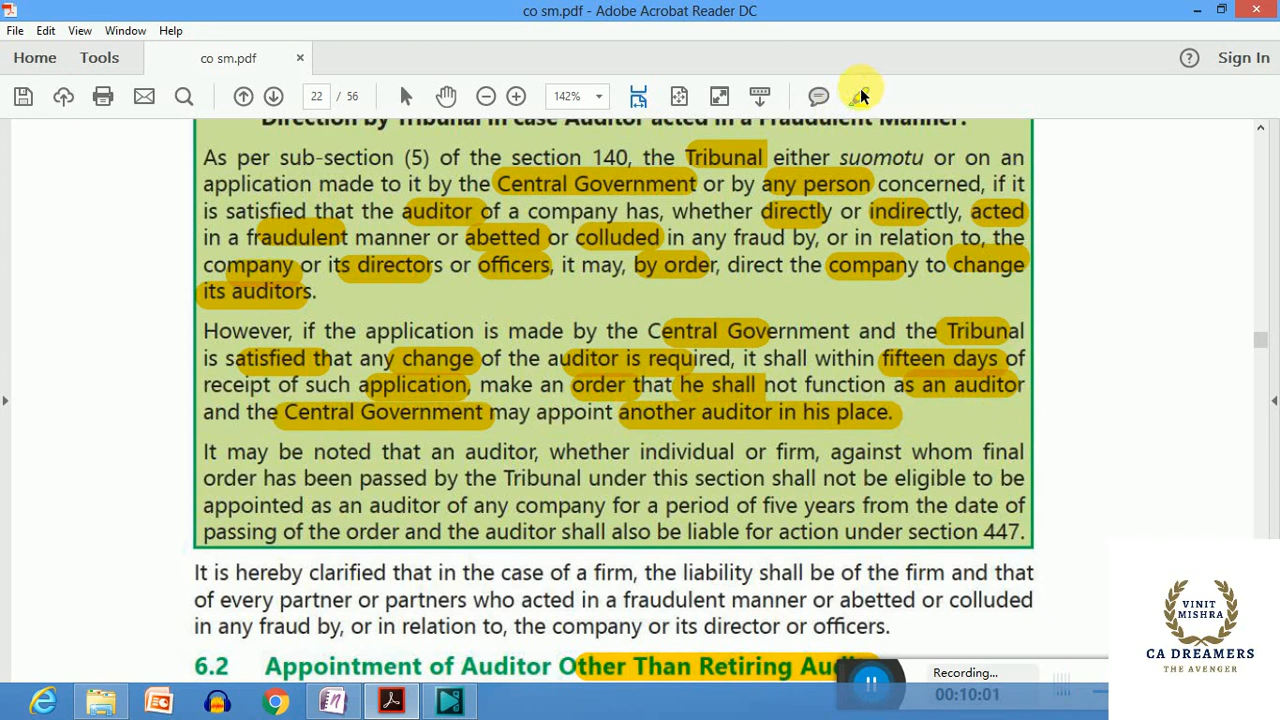 co sm.pdf - Adobe Acrobat Reader DC
File Edit View Window Help
Home Tools co sm.pdf × ? Sign In
22 / 56 142%
Direction by Tribunal in case Auditor acted in a Fraudulent Manner:
As per sub-section (5) of the section 140, the Tribunal either suomotu or on an
application made to it by the Central Government or by any person concerned, if it
is satisfied that the auditor of a company has, whether directly or indirectly, acted
in a fraudulent manner or abetted or colluded in any fraud by, or in relation to, the
company or its directors or officers, it may, by order, direct the company to change
its auditors.
However, if the application is made by the Central Government and the Tribunal
is satisfied that any change of the auditor is required, it shall within fifteen days of
receipt of such application, make an order that he shall not function as an auditor
and the Central Government may appoint another auditor in his place.
It may be noted that an auditor, whether individual or firm, against whom final
order has been passed by the Tribunal under this section shall not be eligible to be
appointed as an auditor of any company for a period of five years from the date of
passing of the order and the auditor shall also be liable for action under section 447.
It is hereby clarified that in the case of a firm, the liability shall be of the firm and that
of every partner or partners who acted in a fraudulent manner or abetted or colluded
in any fraud by, or in relation to, the company or its director or officers.
6.2 Appointment of Auditor Other Than Retiring
Recording...
00:10:01
VINIT
MISHRA
CA DREAMERS
THE AVENGER